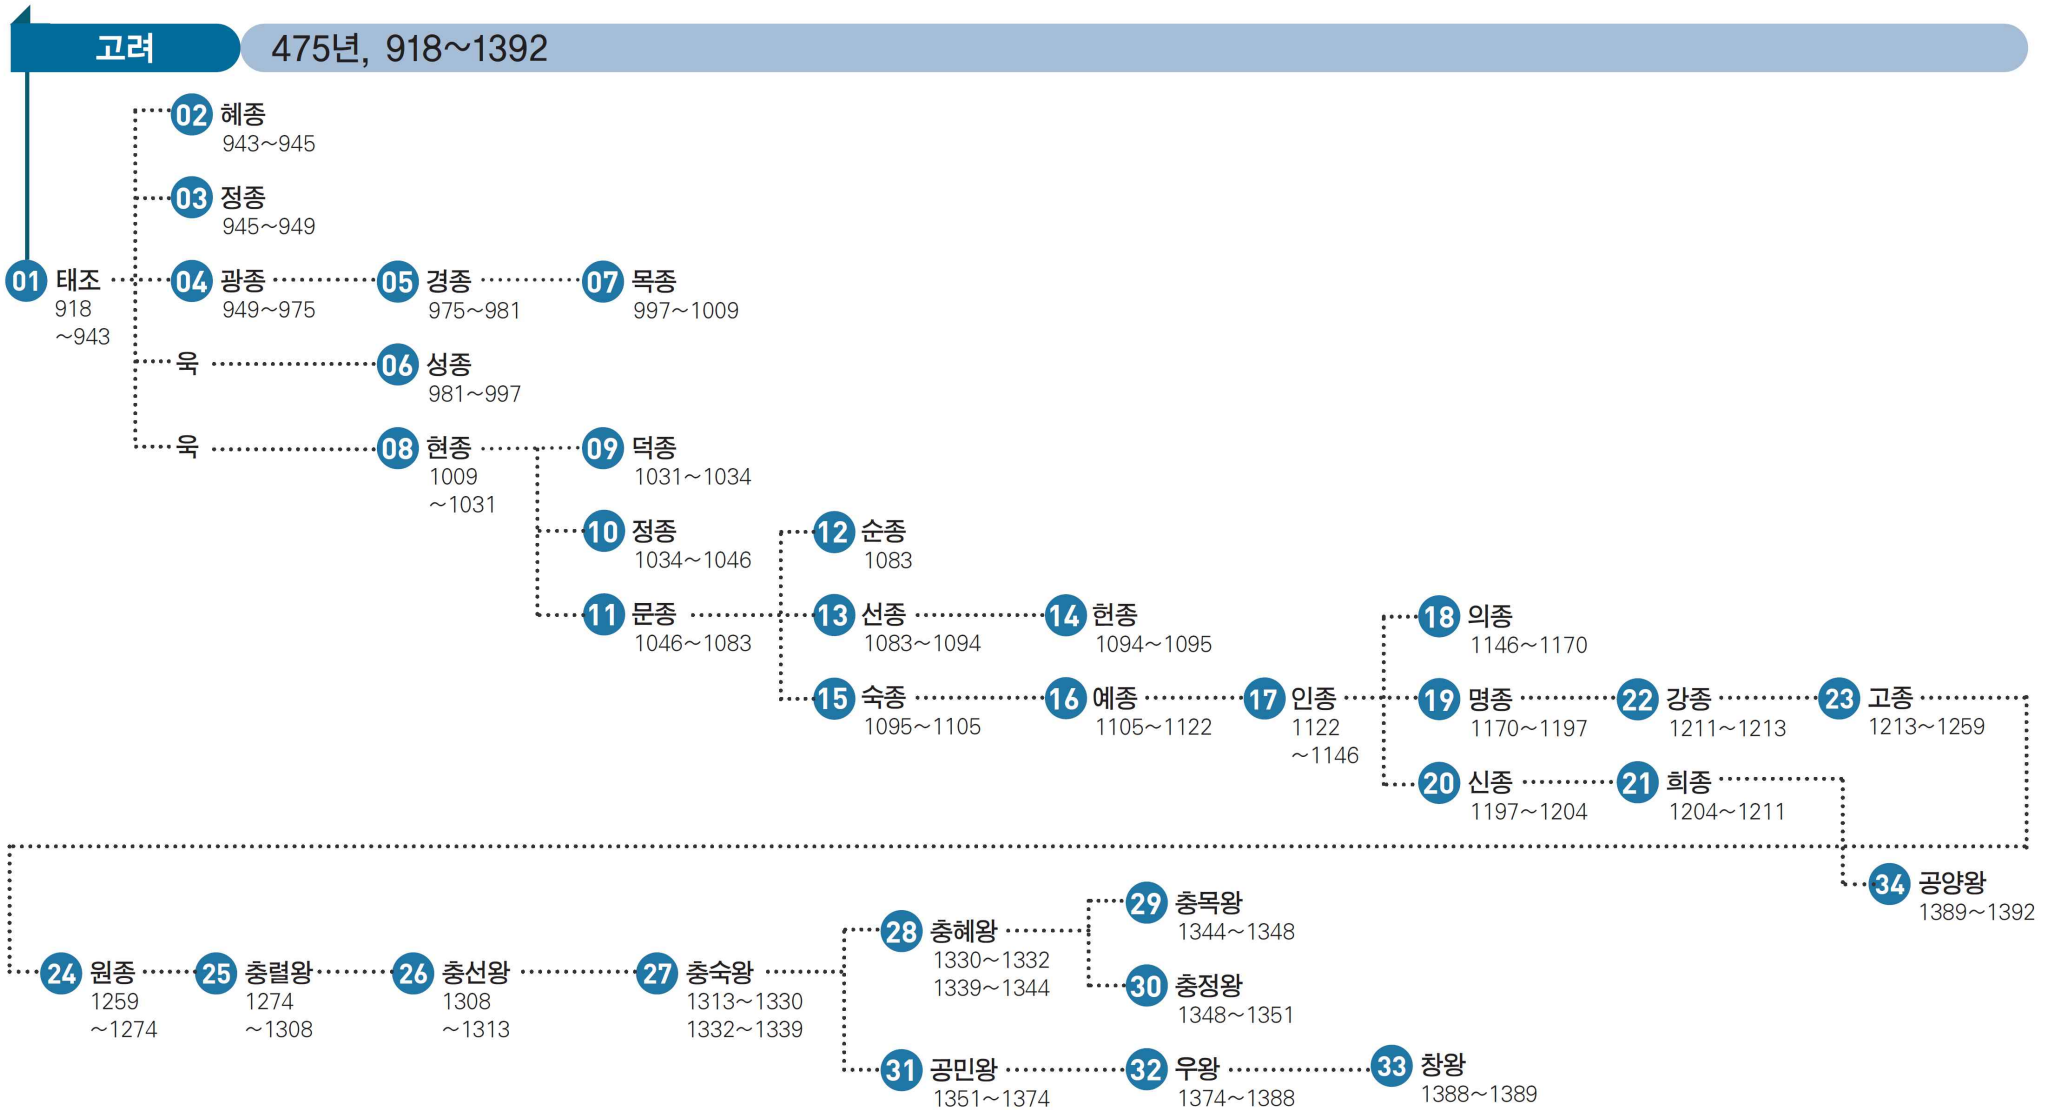 고려
475년, 918~1392
02 혜종
943~945
03 정종
945~949
01 태조
918
~943
04 광종
949~975
05 경종
975~981
07 목종
997~1009
욱
06 성종
981~997
욱
08 현종
1009
~1031
09 덕종
1031~1034
10 정종
1034~1046
11 문종
1046~1083
12 순종
1083
13 선종
1083~1094
14 헌종
1094~1095
15 숙종
1095~1105
16 예종
1105~1122
17 인종
1122
~1146
18 의종
1146~1170
19 명종
1170~1197
22 강종
1211~1213
23 고종
1213~1259
20 신종
1197~1204
21 희종
1204~1211
34 공양왕
1389~1392
24 원종
1259
~1274
25 충렬왕
1274
~1308
26 충선왕
1308
~1313
27 충숙왕
1313~1330
1332~1339
28 충혜왕
1330~1332
1339~1344
29 충목왕
1344~1348
30 충정왕
1348~1351
31 공민왕
1351~1374
32 우왕
1374~1388
33 창왕
1388~1389